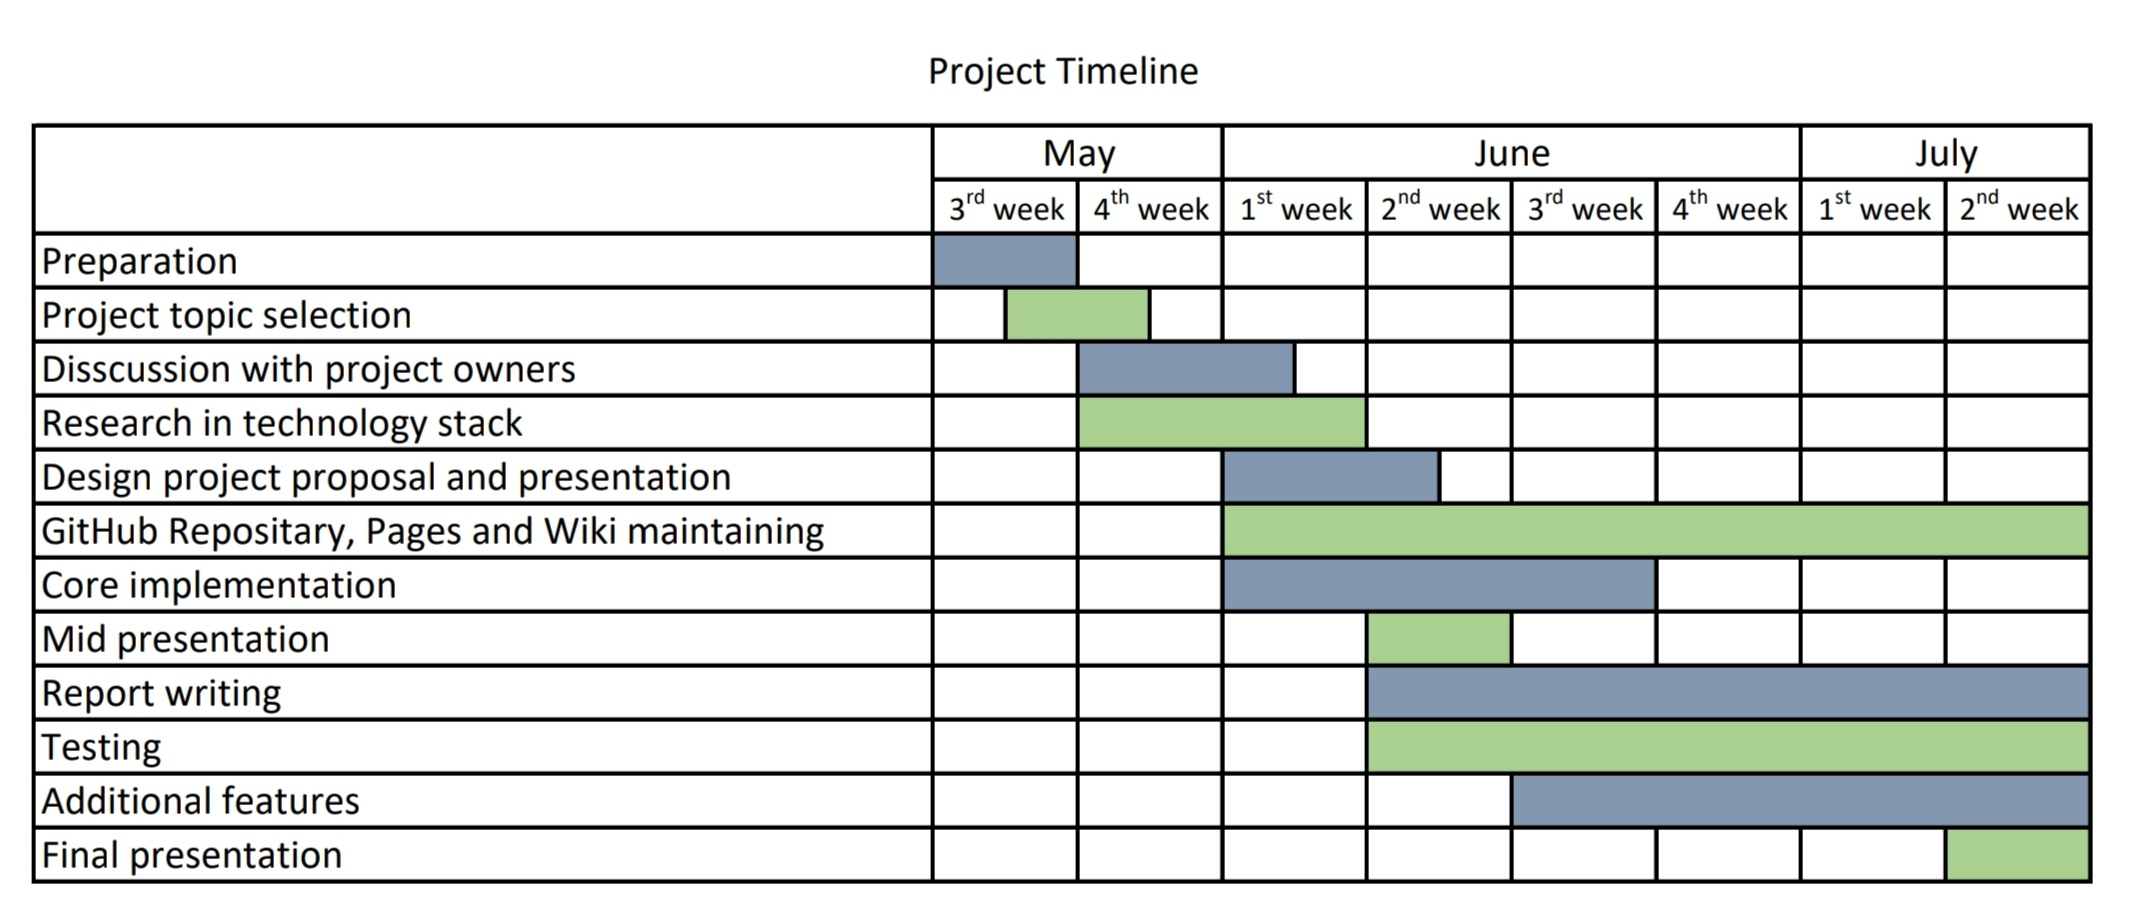 Project Timeline
May June July
3rd week 4th week 1st week 2nd week 3rd week 4th week 1st week 2nd week
Preparation
Project topic selection
Disscussion with project owners
Research in technology stack
Design project proposal and presentation
GitHub Repositary, Pages and Wiki maintaining
Core implementation
Mid presentation
Report writing
Testing
Additional features
Final presentation